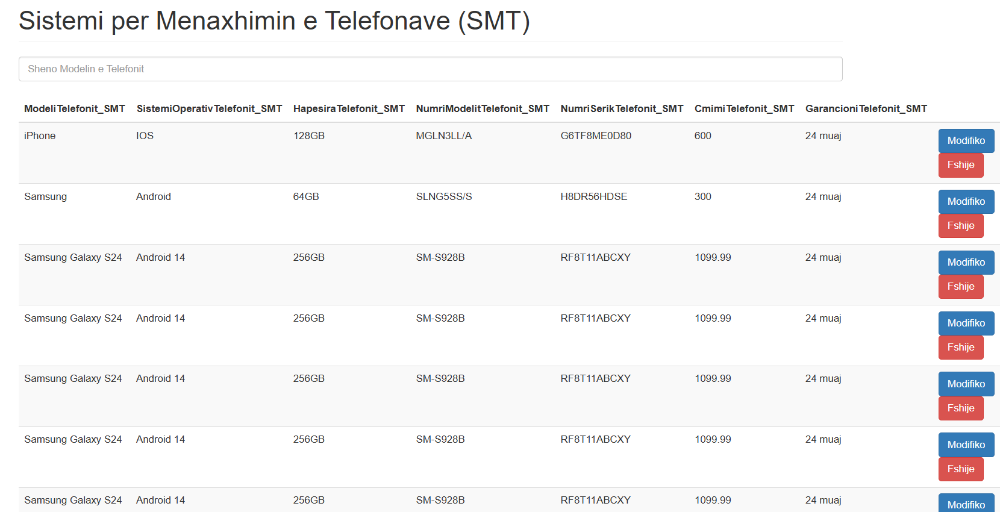 Sistemi per Menaxhimin e Telefonave (SMT)
Sheno Modelin e Telefonit
ModeliTelefonit_SMT SistemiOperativTelefonit_SMT HapesiraTelefonit_SMT NumriModelitTelefonit_SMT NumriSerikTelefonit_SMT CmimiTelefonit_SMT GarancioniTelefonit_SMT
iPhone IOS 128GB MGLN3LL/A G6TF8ME0D80 600 24 muaj Modifiko
Fshije
Samsung Android 64GB SLNG5SS/S H8DR56HDSE 300 24 muaj Modifiko
Fshije
Samsung Galaxy S24 Android 14 256GB SM-S928B RF8T11ABCXY 1099.99 24 muaj Modifiko
Fshije
Samsung Galaxy S24 Android 14 256GB SM-S928B RF8T11ABCXY 1099.99 24 muaj Modifiko
Fshije
Samsung Galaxy S24 Android 14 256GB SM-S928B RF8T11ABCXY 1099.99 24 muaj Modifiko
Fshije
Samsung Galaxy S24 Android 14 256GB SM-S928B RF8T11ABCXY 1099.99 24 muaj Modifiko
Fshije
Samsung Galaxy S24 Android 14 256GB SM-S928B RF8T11ABCXY 1099.99 24 muaj Modifiko